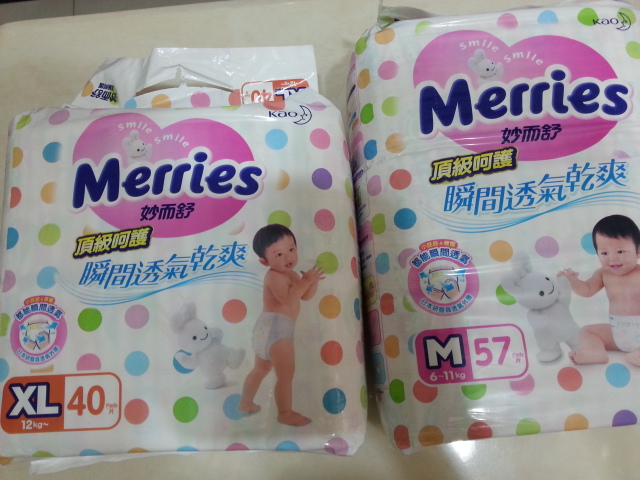 Kao
Smile Smile
Merries
妙而舒
頂級呵護
瞬間透氣乾爽
XL
40
片
12kg~
Kao
Smile Smile
Merries
妙而舒
頂級呵護
瞬間透氣乾爽
M
57
片
6~11kg